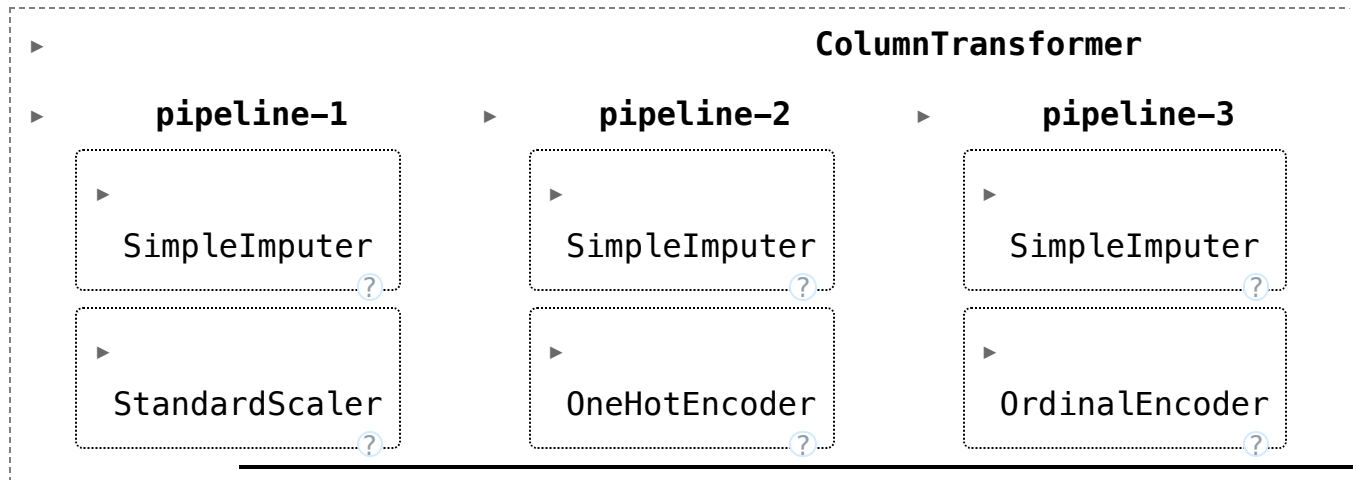 ▸ ColumnTransformer
▸ pipeline-1 ▸ pipeline-2 ▸ pipeline-3
▸ ▸ ▸
SimpleImputer SimpleImputer SimpleImputer
? ? ?
▸ ▸ ▸
StandardScaler OneHotEncoder OrdinalEncoder
? ? ?